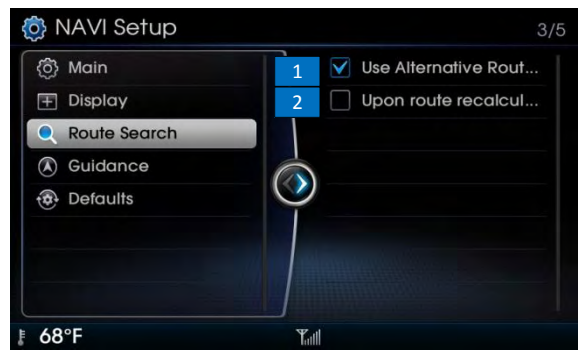 NAVI Setup 3/5
Main
Display
Route Search
Guidance
Defaults
1 Use Alternative Rout...
2 Upon route recalcul...
68°F